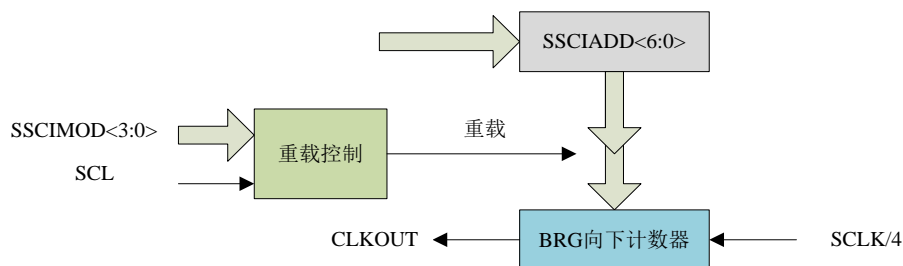 SSCIADD<6:0>
SSCIMOD<3:0>
SCL
重载控制
重载
CLKOUT
BRG向下计数器
SCLK/4